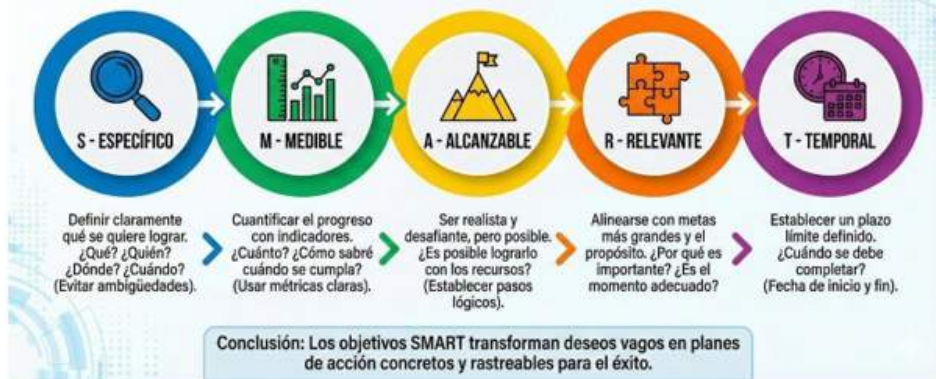 S - ESPECÍFICO
M - MEDIBLE
A - ALCANZABLE
R - RELEVANTE
T - TEMPORAL
Definir claramente
qué se quiere lograr.
¿Qué? ¿Quién?
¿Dónde? ¿Cuándo?
(Evitar ambigüedades).
Cuantificar el progreso
con indicadores.
¿Cuánto? ¿Cómo sabré
cuándo se cumpla?
(Usar métricas claras).
Ser realista y
desafiante, pero posible.
¿Es posible lograrlo
con los recursos?
(Establecer pasos
lógicos).
Alinearse con metas
más grandes y el
propósito. ¿Por qué es
importante? ¿Es el
momento adecuado?
Establecer un plazo
límite definido.
¿Cuándo se debe
completar?
(Fecha de inicio y fin).
Conclusión: Los objetivos SMART transforman deseos vagos en planes
de acción concretos y rastreables para el éxito.